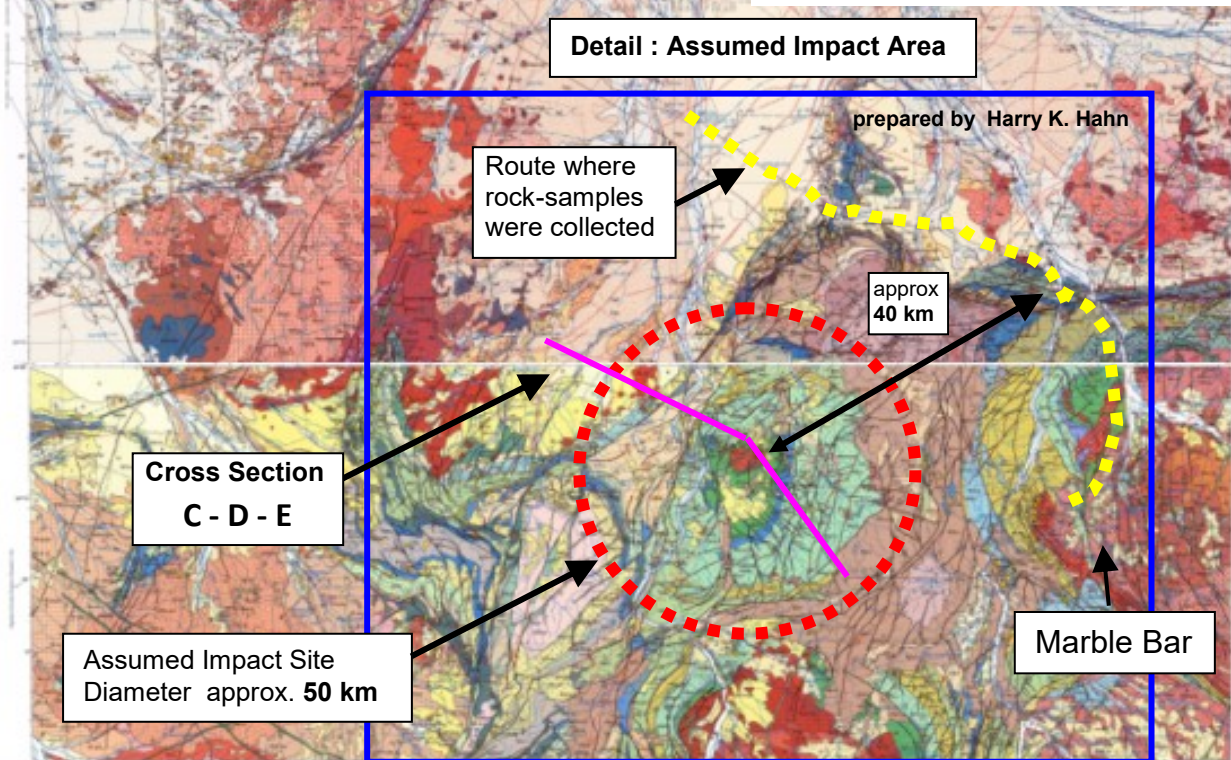 Detail : Assumed Impact Area
prepared by Harry K. Hahn
Route where
rock-samples
were collected
approx
40 km
Cross Section
C - D - E
Assumed Impact Site
Diameter approx. 50 km
Marble Bar